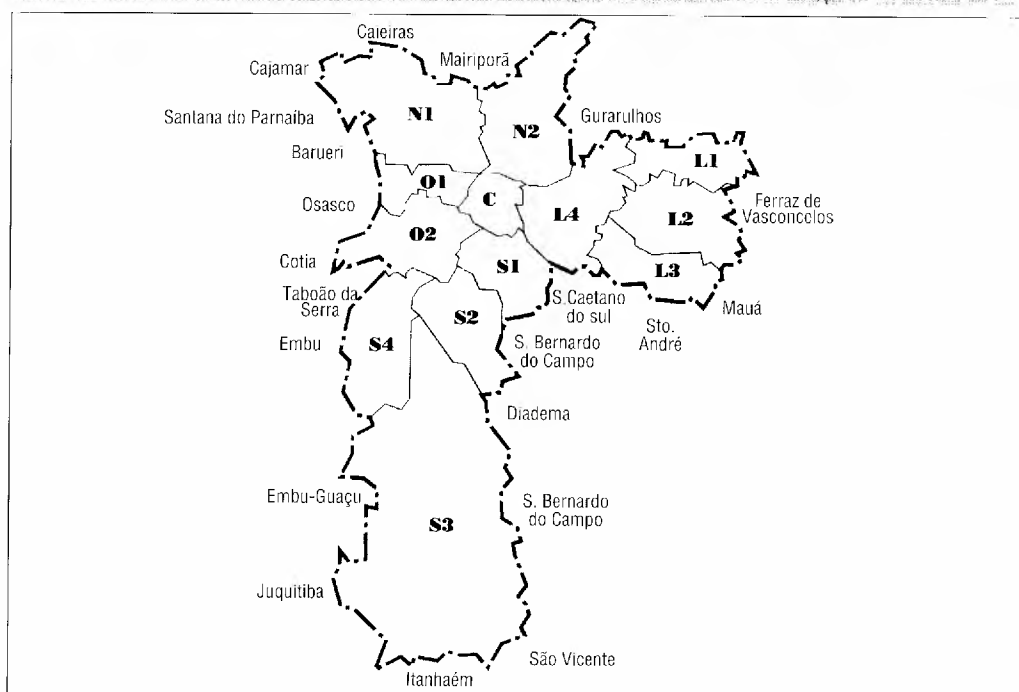 Caieiras
Mairiporã
Cajamar
Santana do Parnaíba
N1
N2
Gurarulhos
Barueri
L1
O1
C
Osasco
L4
L2
Ferraz de
Vasconcelos
O2
S1
L3
Cotia
Taboão da
Serra
S.Caetano
do sul
Mauá
Sto.
André
S2
Embu
S4
S. Bernardo
do Campo
Diadema
Embu-Guaçu
S3
S. Bernardo
do Campo
Juquitiba
São Vicente
Itanhaém